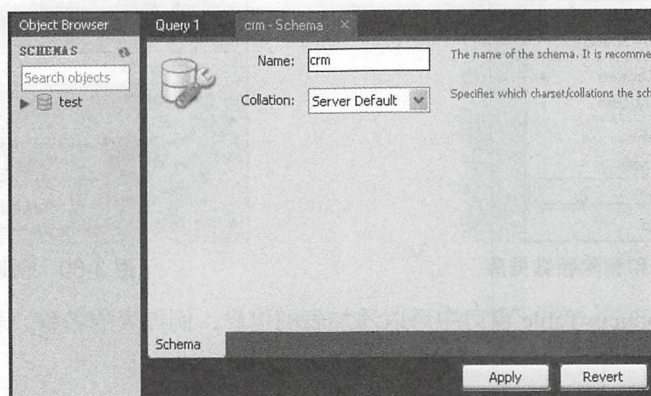 Object Browser
Query 1
crm - Schema ×
SCHEMAS
Search objects
test
Name:
crm
The name of the schema. It is recomme
Collation:
Server Default
Specifies which charset/collations the sch
Schema
Apply
Revert